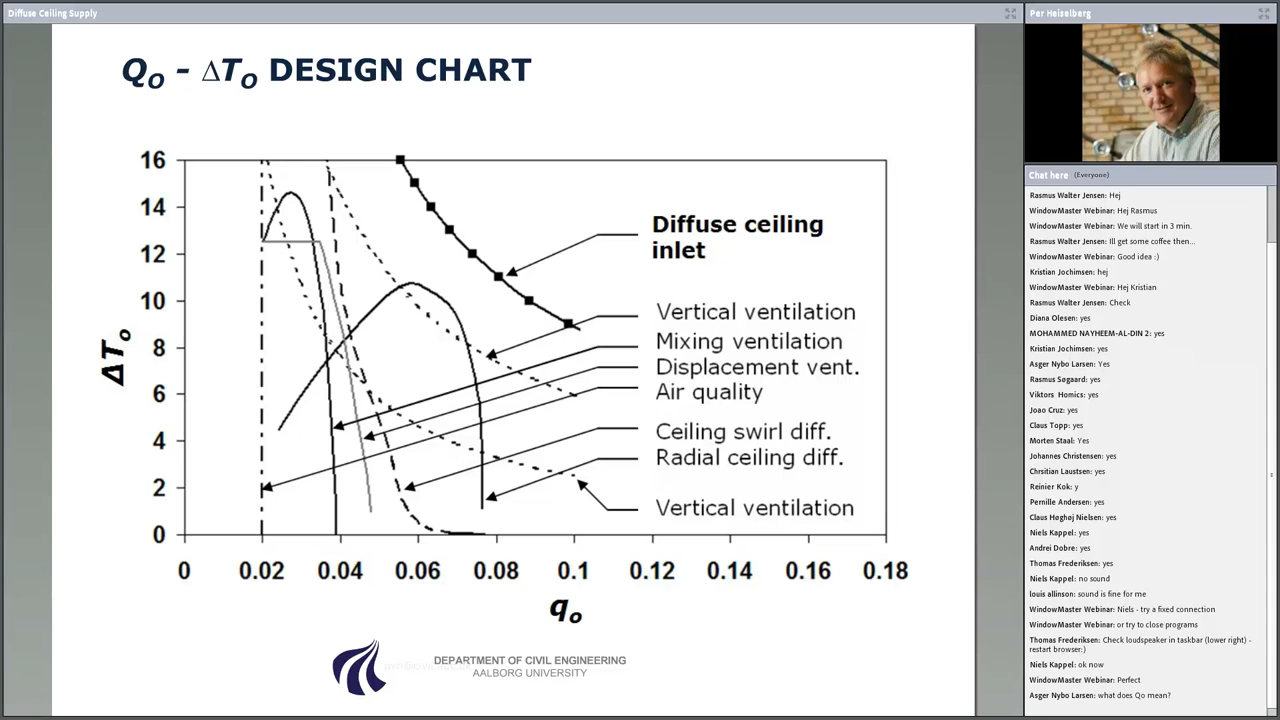 Diffuse Ceiling Supply
Qo - ΔTo DESIGN CHART
16
14
12
10
8
6
4
2
0
ΔTo
Diffuse ceiling
inlet
Vertical ventilation
Mixing ventilation
Displacement vent.
Air quality
Ceiling swirl diff.
Radial ceiling diff.
Vertical ventilation
0 0.02 0.04 0.06 0.08 0.1 0.12 0.14 0.16 0.18
qo
DEPARTMENT OF CIVIL ENGINEERING
AALBORG UNIVERSITY
Per Heiselberg
Chat here (Everyone)
Rasmus Walter Jensen: Hej
WindowMaster Webinar: Hej Rasmus
WindowMaster Webinar: We will start in 3 min.
Rasmus Walter Jensen: Ill get some coffee then...
WindowMaster Webinar: Good idea :)
Kristian Jochimsen: hej
WindowMaster Webinar: Hej Kristian
Rasmus Walter Jensen: Check
Diana Olesen: yes
MOHAMMED NAYHEEM-AL-DIN 2: yes
Kristian Jochimsen: yes
Asger Nybo Larsen: Yes
Rasmus Søgaard: yes
Viktors Homics: yes
Joao Cruz: yes
Claus Topp: yes
Morten Staal: Yes
Johannes Christensen: yes
Chrsitian Laustsen: yes
Reinier Kok: y
Pernille Andersen: yes
Claus Høghøj Nielsen: yes
Niels Kappel: yes
Andrei Dobre: yes
Thomas Frederiksen: yes
Niels Kappel: no sound
louis allinson: sound is fine for me
WindowMaster Webinar: Niels - try a fixed connection
WindowMaster Webinar: or try to close programs
Thomas Frederiksen: Check loudspeaker in taskbar (lower right) -
restart browser:)
Niels Kappel: ok now
WindowMaster Webinar: Perfect
Asger Nybo Larsen: what does Qo mean?